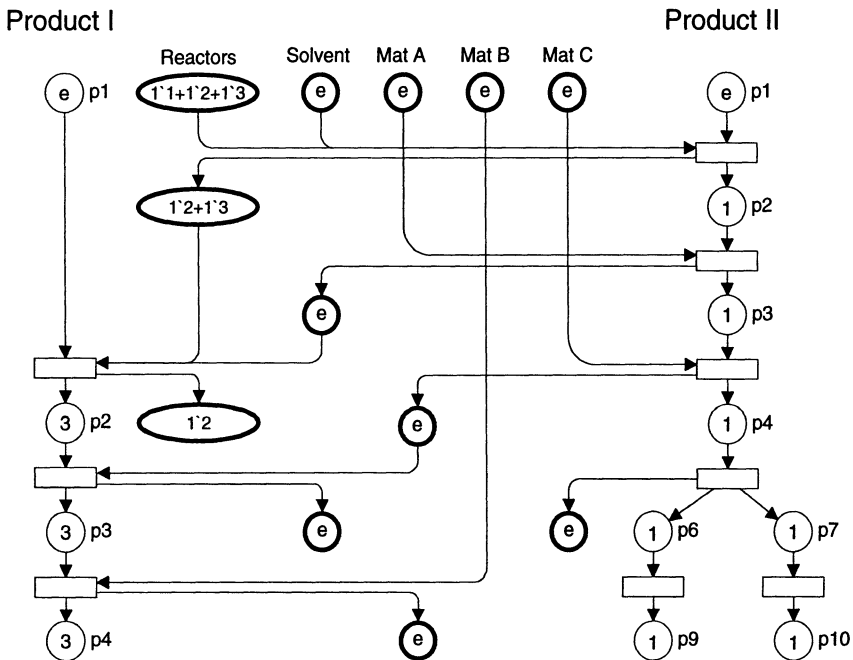 Product I Product II
Reactors Solvent Mat A Mat B Mat C
e p1 1`1+1`2+1`3 e e e e e p1
1`2+1`3 1 p2
e 1 p3
3 p2 1`2 e 1 p4
3 p3 e e 1 p6 1 p7
3 p4 e 1 p9 1 p10